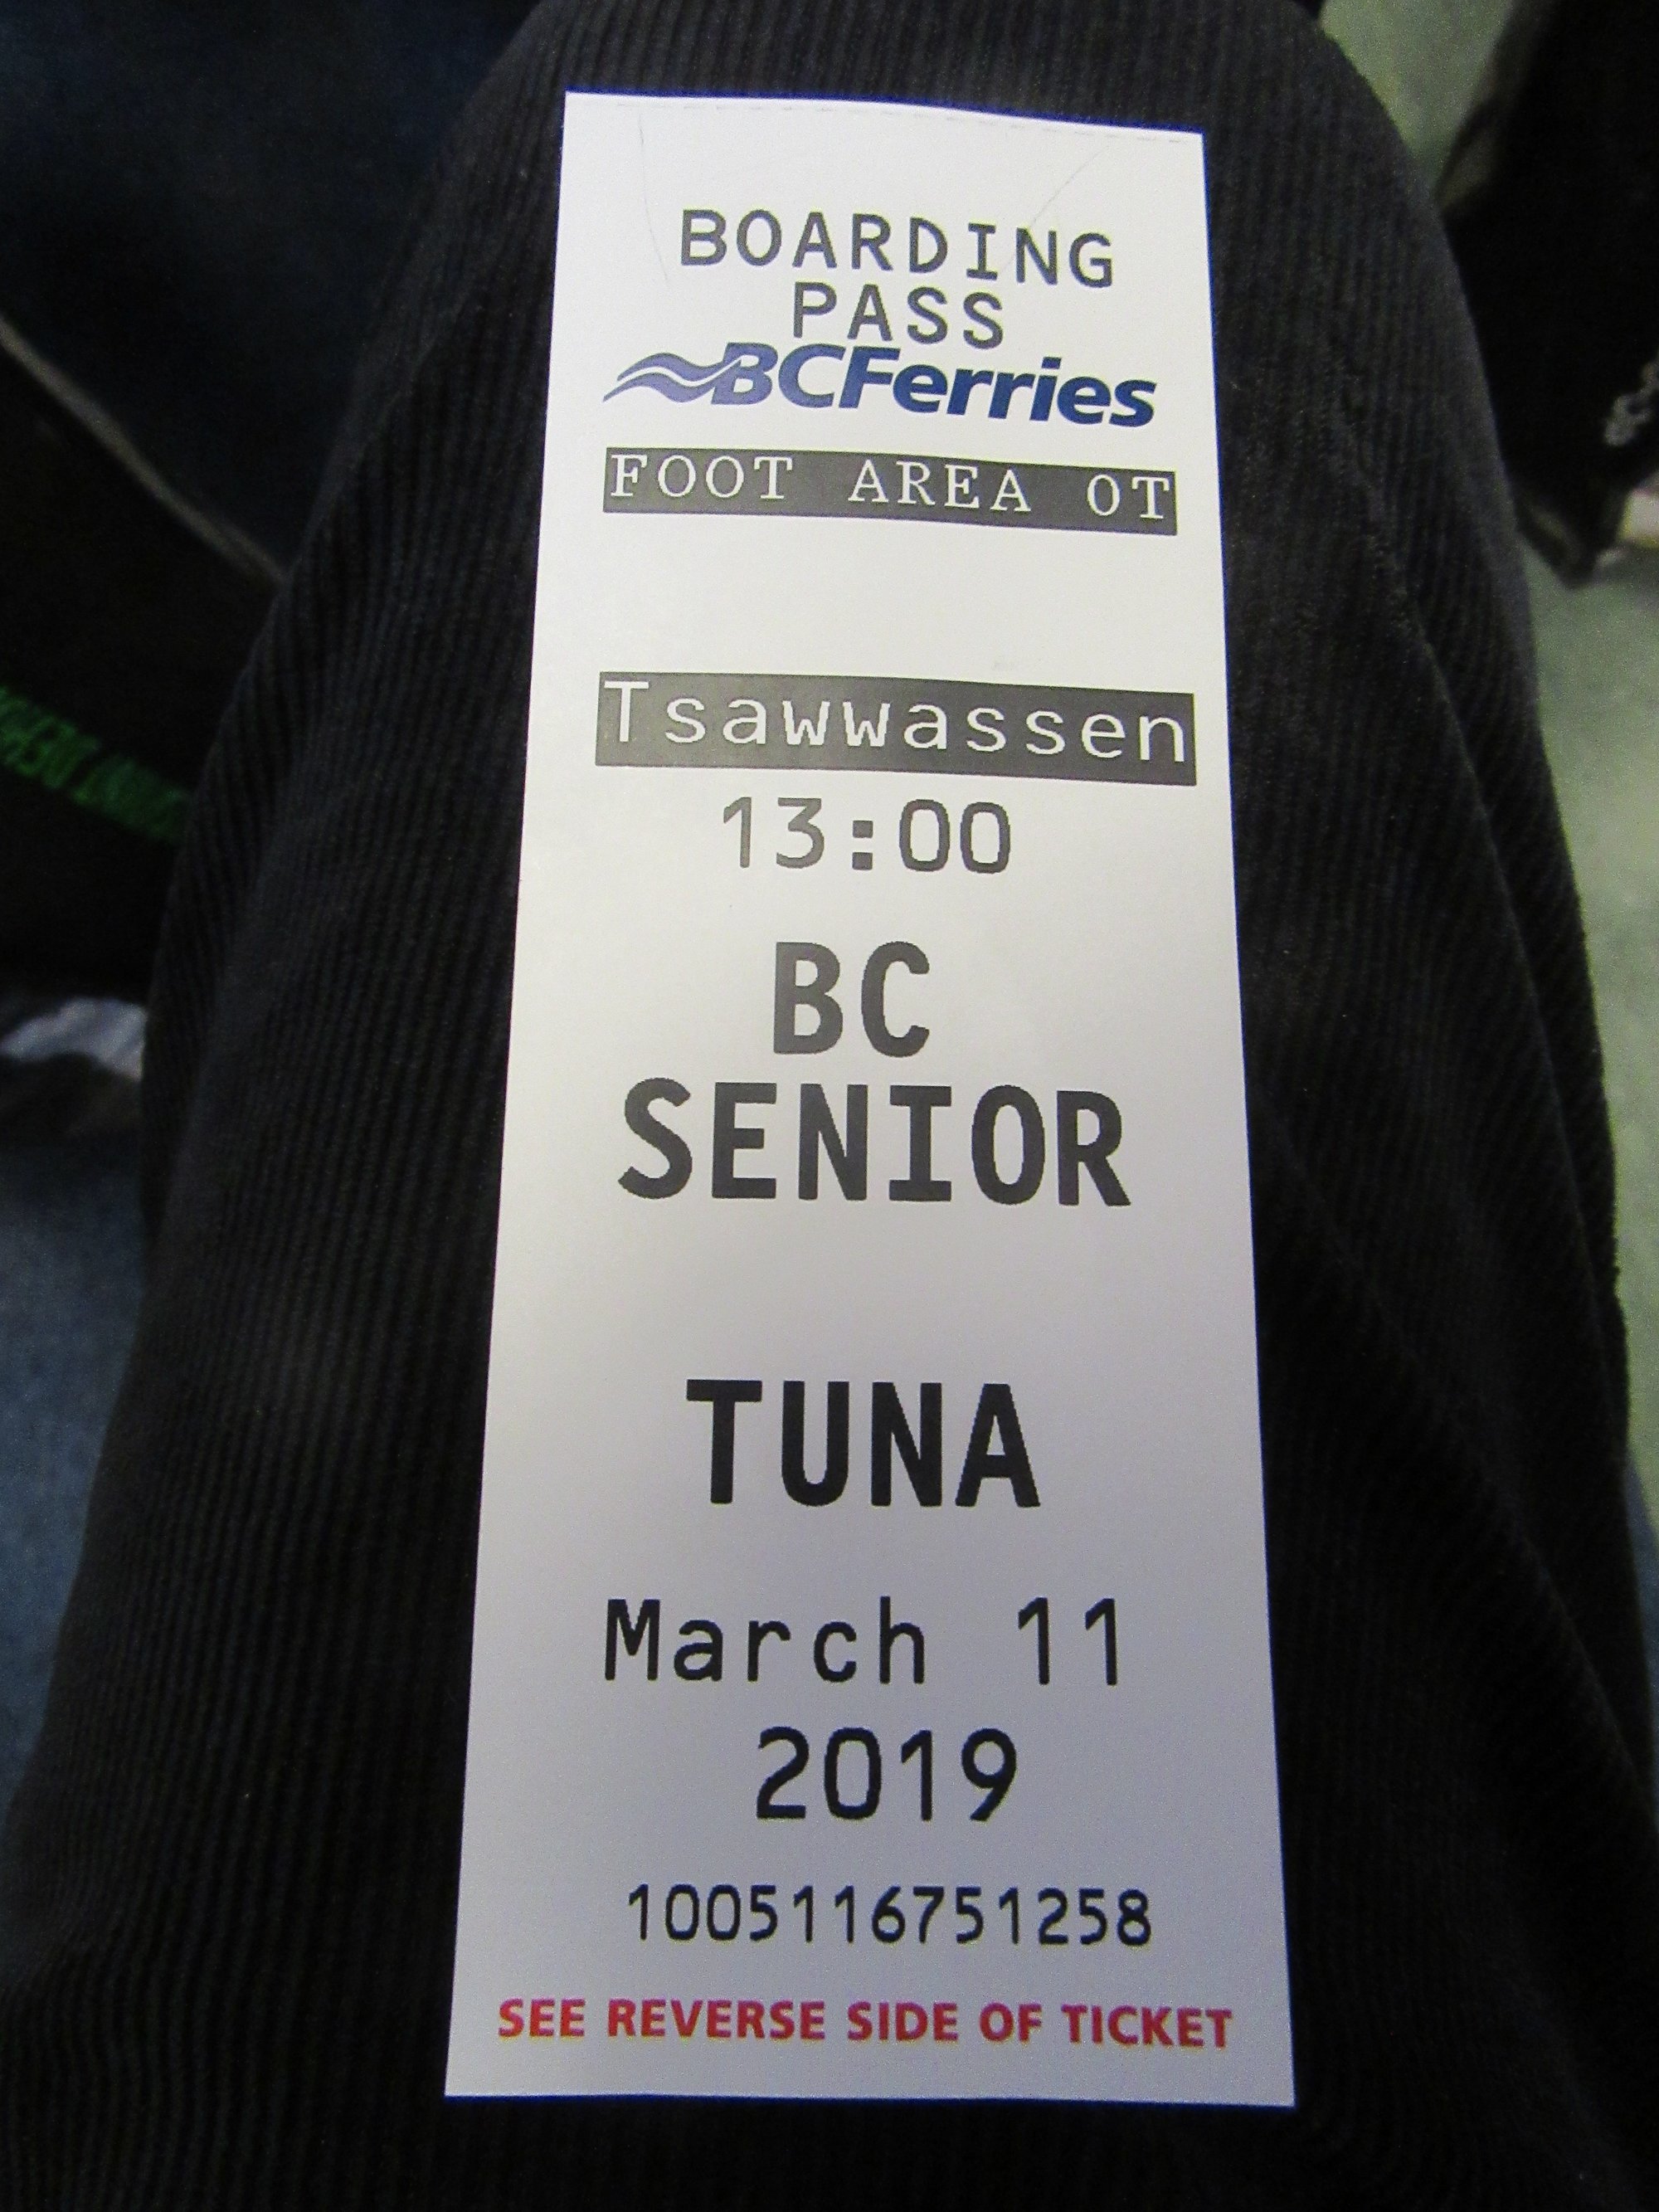 BOARDING
PASS
BCFerries
FOOT AREA OT
Tsawwassen
13:00
BC
SENIOR
TUNA
March 11
2019
1005116751258
SEE REVERSE SIDE OF TICKET